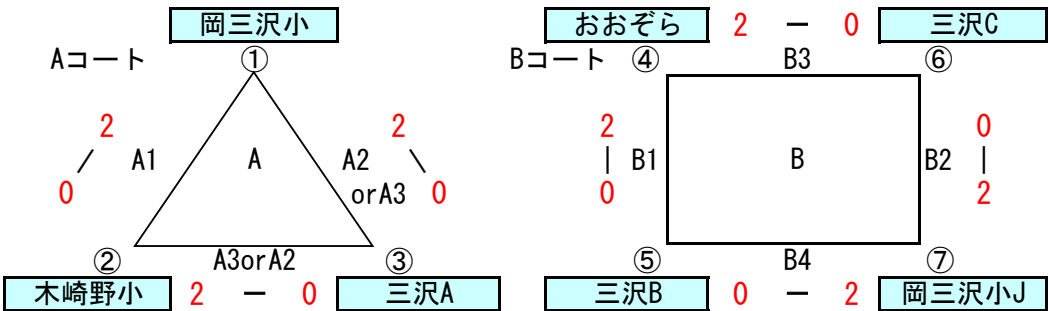 岡三沢小
おおぞら 2 － 0 三沢C
Aコート ①
Bコート ④ B3 ⑥
2 2
2 0
/ A1 A A2 \
| B1 B B2 |
0 orA3 0
0 2
② A3orA2 ③
⑤ B4 ⑦
木崎野小 2 － 0 三沢A
三沢B 0 － 2 岡三沢小J